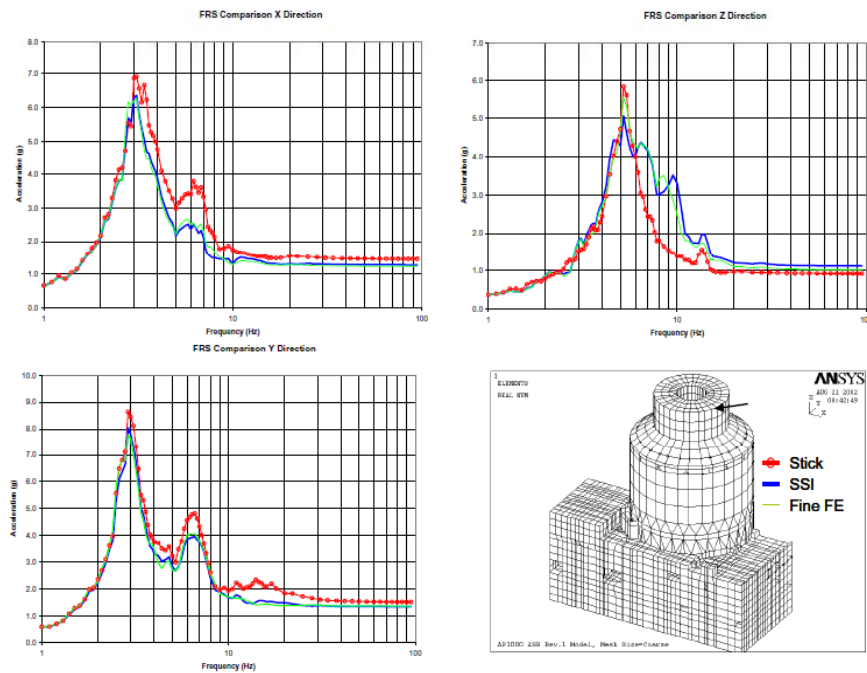 FRS Comparison X Direction
8.0
7.0
6.0
5.0
4.0
3.0
2.0
1.0
0.0
Acceleration (g)
1
10
100
Frequency (Hz)
FRS Comparison Z Direction
7.0
6.0
5.0
4.0
3.0
2.0
1.0
0.0
Acceleration (g)
1
10
Frequency (Hz)
FRS Comparison Y Direction
10.0
9.0
8.0
7.0
6.0
5.0
4.0
3.0
2.0
1.0
0.0
Acceleration (g)
1
10
100
Frequency (Hz)
1
ELEMENTS
REAL NUM
ANSYS
AUG 21 2002
08:42:49
Z
Y
X
Stick
SSI
Fine FE
AP1000 ASB Rev.1 Model, Mesh Size=Coarse